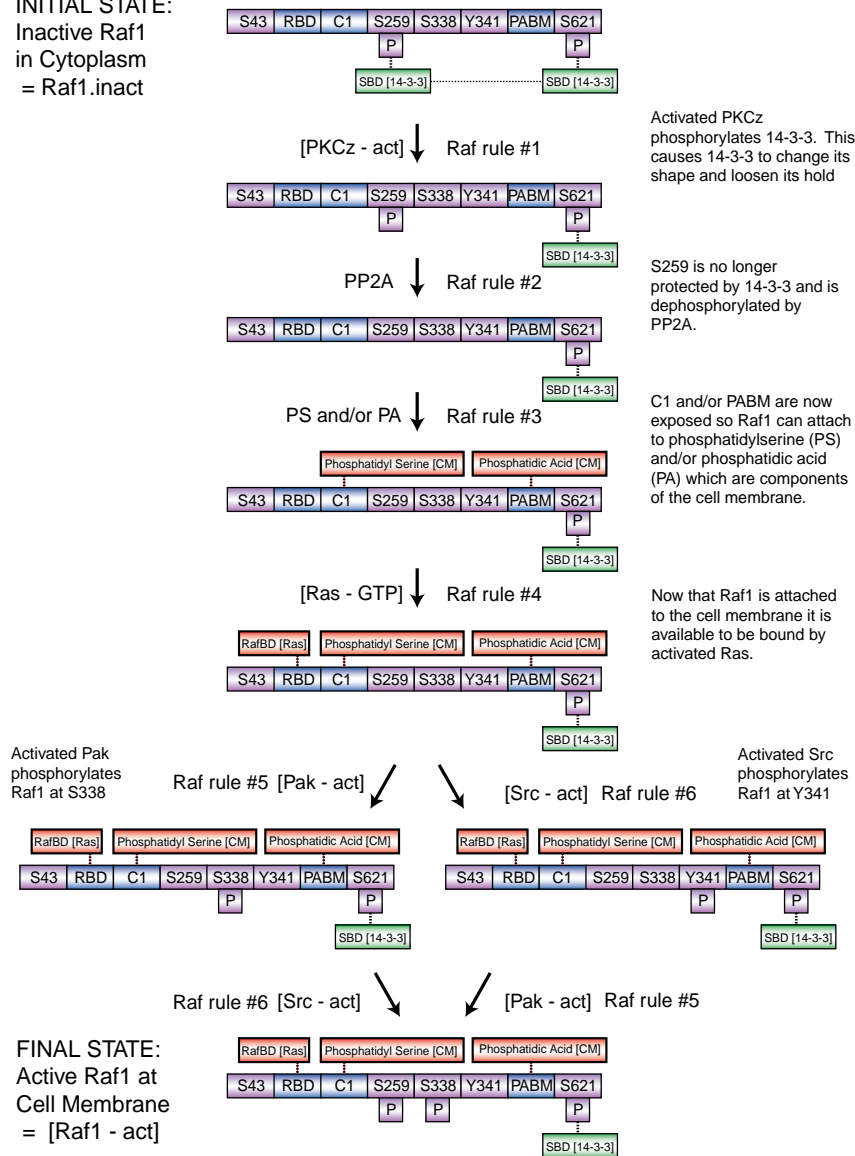 INITIAL STATE:
Inactive Raf1
in Cytoplasm
= Raf1.inact
S43 RBD C1 S259 S338 Y341 PABM S621
P P
SBD [14-3-3] SBD [14-3-3]
[PKCz - act] Raf rule #1
Activated PKCz
phosphorylates 14-3-3. This
causes 14-3-3 to change its
shape and loosen its hold
S43 RBD C1 S259 S338 Y341 PABM S621
P P
SBD [14-3-3]
PP2A Raf rule #2
S259 is no longer
protected by 14-3-3 and is
dephosphorylated by
PP2A.
S43 RBD C1 S259 S338 Y341 PABM S621
P
SBD [14-3-3]
PS and/or PA Raf rule #3
C1 and/or PABM are now
exposed so Raf1 can attach
to phosphatidylserine (PS)
and/or phosphatidic acid
(PA) which are components
of the cell membrane.
Phosphatidyl Serine [CM] Phosphatidic Acid [CM]
S43 RBD C1 S259 S338 Y341 PABM S621
P
SBD [14-3-3]
[Ras - GTP] Raf rule #4
Now that Raf1 is attached
to the cell membrane it is
available to be bound by
activated Ras.
RafBD [Ras] Phosphatidyl Serine [CM] Phosphatidic Acid [CM]
S43 RBD C1 S259 S338 Y341 PABM S621
P
SBD [14-3-3]
Activated Pak
phosphorylates
Raf1 at S338
Raf rule #5 [Pak - act]
[Src - act] Raf rule #6
Activated Src
phosphorylates
Raf1 at Y341
RafBD [Ras] Phosphatidyl Serine [CM] Phosphatidic Acid [CM]
S43 RBD C1 S259 S338 Y341 PABM S621
P P
SBD [14-3-3]
RafBD [Ras] Phosphatidyl Serine [CM] Phosphatidic Acid [CM]
S43 RBD C1 S259 S338 Y341 PABM S621
P P
SBD [14-3-3]
Raf rule #6 [Src - act]
[Pak - act] Raf rule #5
FINAL STATE:
Active Raf1 at
Cell Membrane
= [Raf1 - act]
RafBD [Ras] Phosphatidyl Serine [CM] Phosphatidic Acid [CM]
S43 RBD C1 S259 S338 Y341 PABM S621
P P P
SBD [14-3-3]